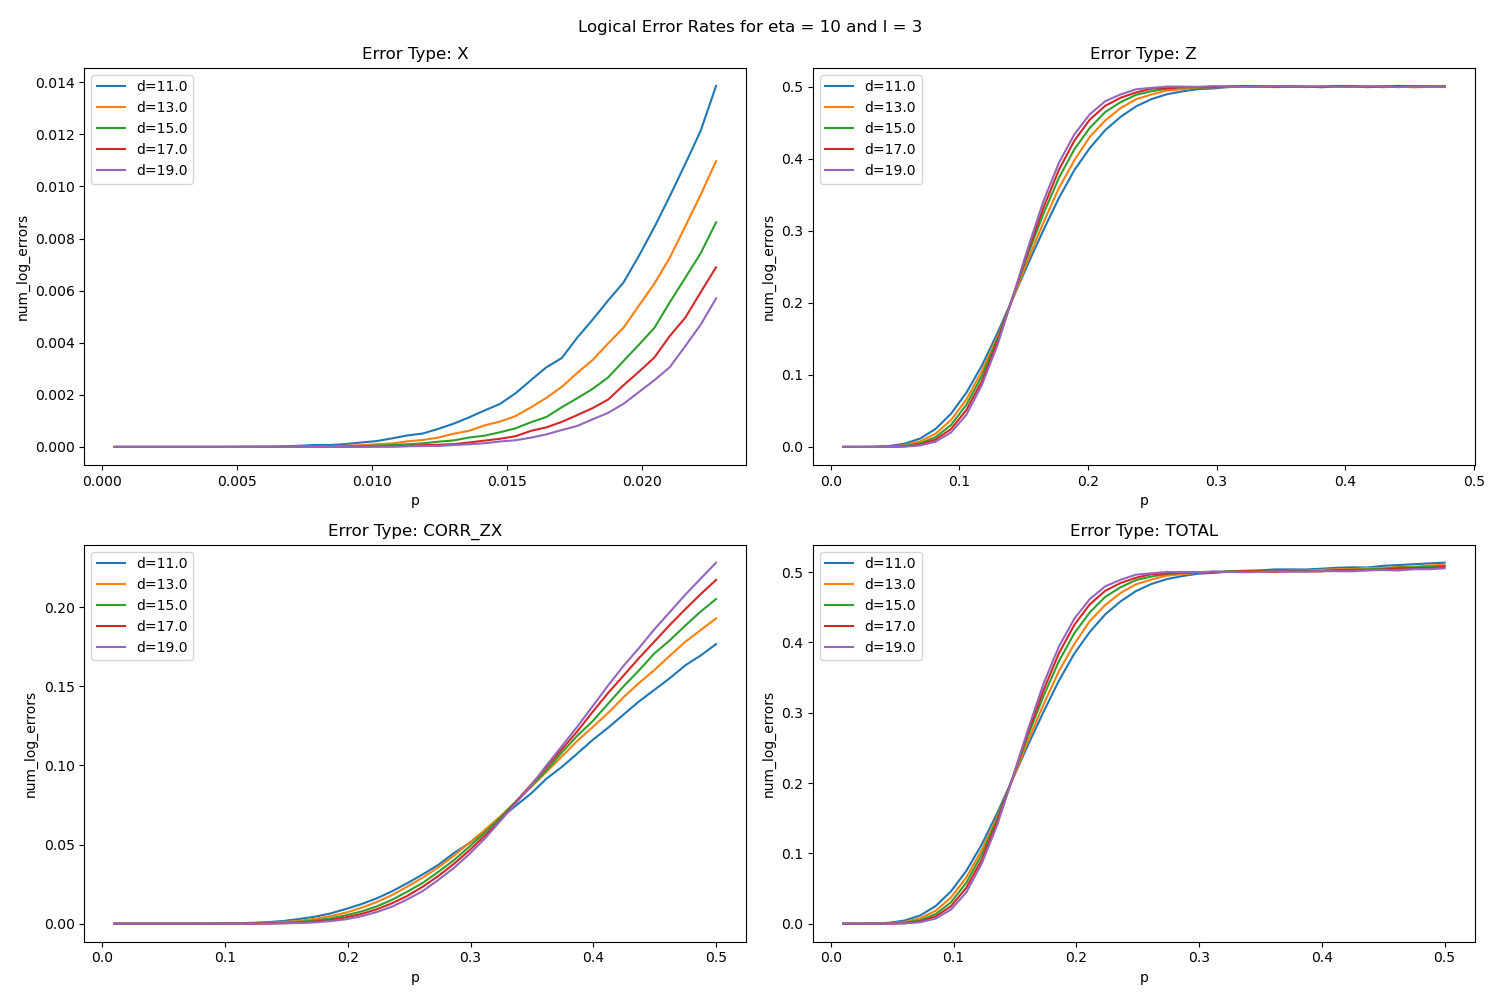 Logical Error Rates for eta = 10 and l = 3
Error Type: X
num_log_errors
0.014
0.012
0.010
0.008
0.006
0.004
0.002
0.000
d=11.0
d=13.0
d=15.0
d=17.0
d=19.0
0.000 0.005 0.010 0.015 0.020
p
Error Type: Z
num_log_errors
0.5
0.4
0.3
0.2
0.1
0.0
d=11.0
d=13.0
d=15.0
d=17.0
d=19.0
0.0 0.1 0.2 0.3 0.4 0.5
p
Error Type: CORR_ZX
num_log_errors
0.20
0.15
0.10
0.05
0.00
d=11.0
d=13.0
d=15.0
d=17.0
d=19.0
0.0 0.1 0.2 0.3 0.4 0.5
p
Error Type: TOTAL
num_log_errors
0.5
0.4
0.3
0.2
0.1
0.0
d=11.0
d=13.0
d=15.0
d=17.0
d=19.0
0.0 0.1 0.2 0.3 0.4 0.5
p